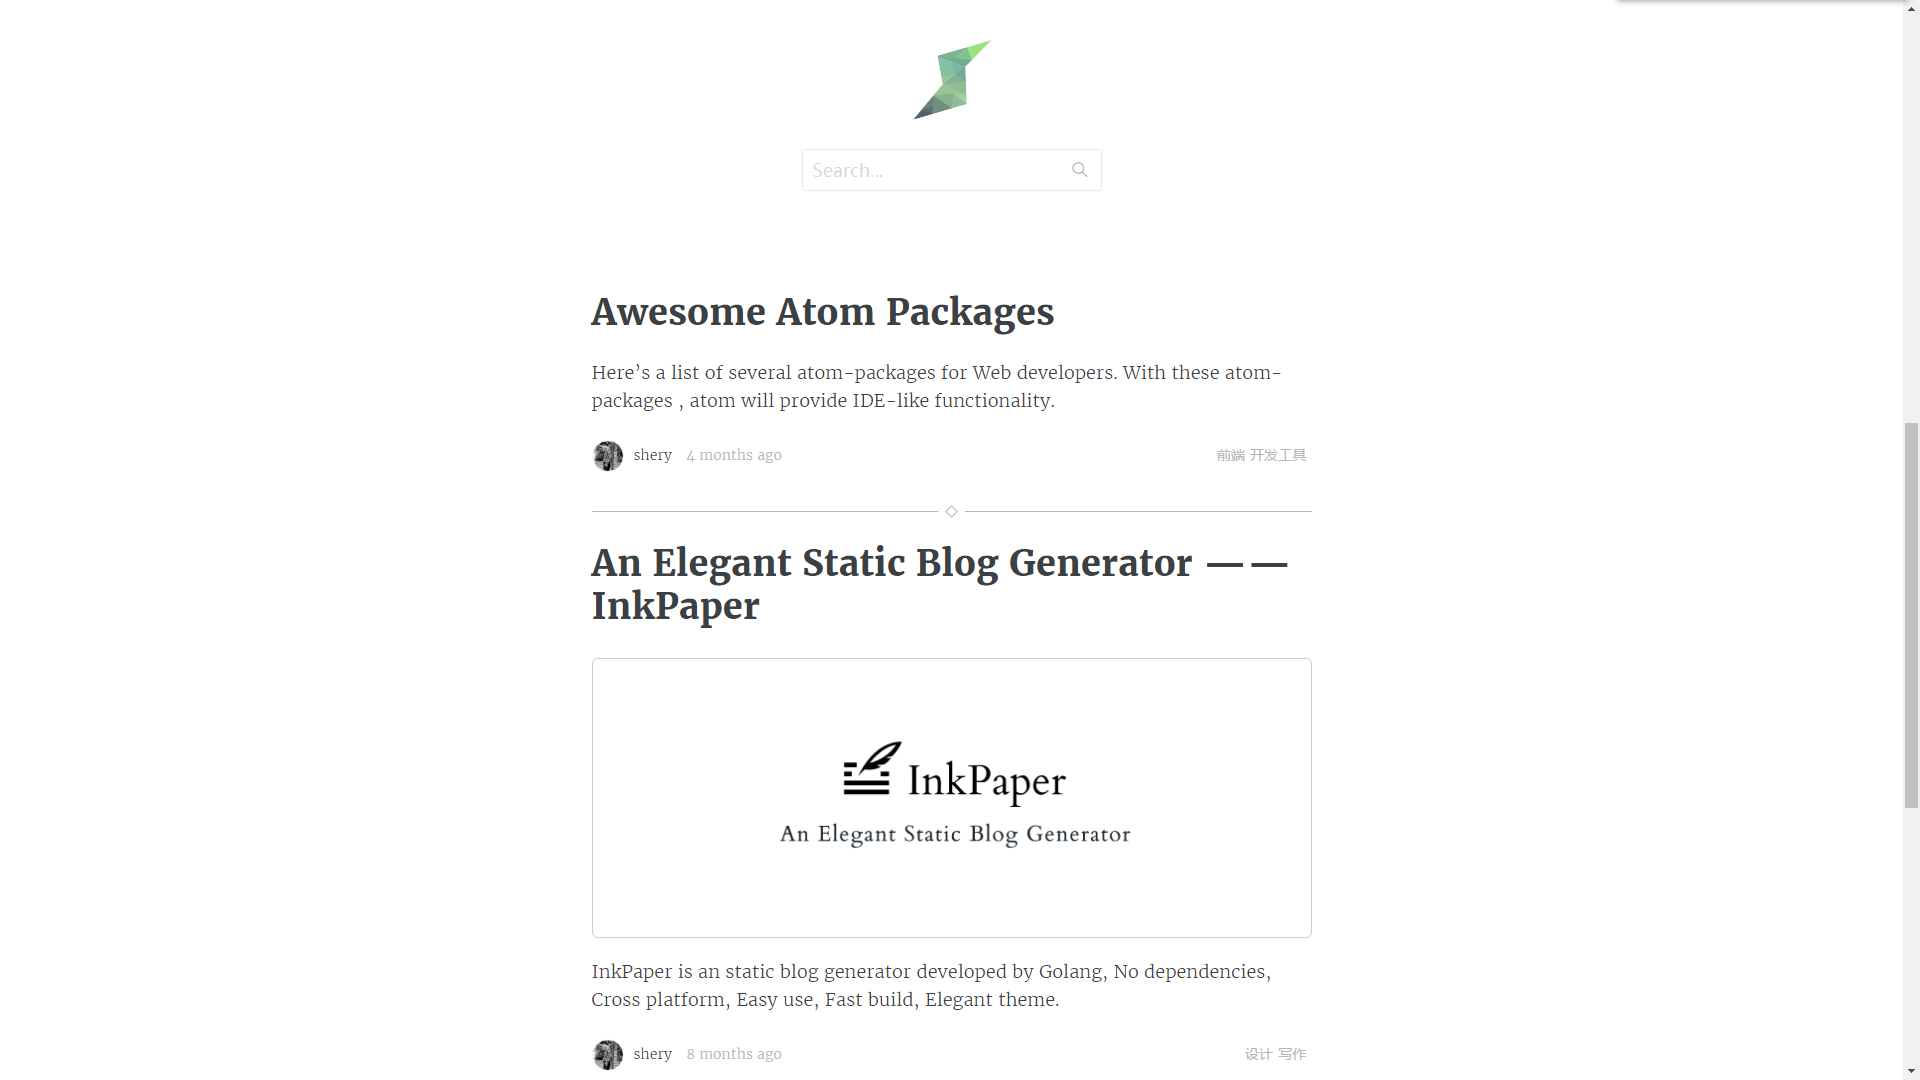 Search...
Awesome Atom Packages
Here’s a list of several atom-packages for Web developers. With these atom-
packages , atom will provide IDE-like functionality.
shery 4 months ago 前端 开发工具
An Elegant Static Blog Generator ——
InkPaper
InkPaper
An Elegant Static Blog Generator
InkPaper is an static blog generator developed by Golang, No dependencies,
Cross platform, Easy use, Fast build, Elegant theme.
shery 8 months ago 设计 写作